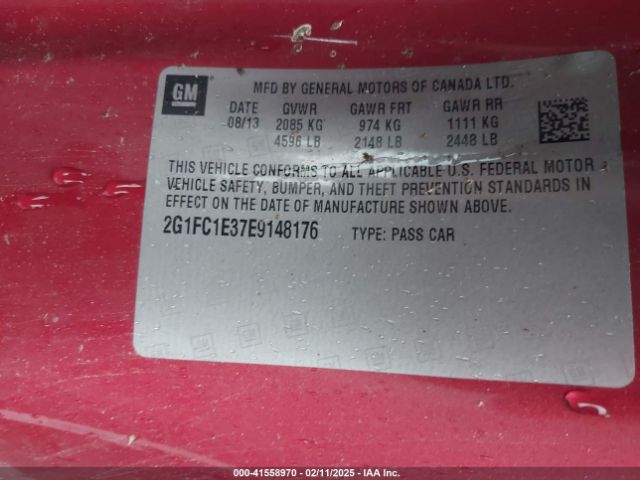 GM
MFD BY GENERAL MOTORS OF CANADA LTD.
DATE GVWR GAWR FRT GAWR RR
08/13 2085 KG 974 KG 1111 KG
4596 LB 2148 LB 2448 LB
THIS VEHICLE CONFORMS TO ALL APPLICABLE U.S. FEDERAL MOTOR
VEHICLE SAFETY, BUMPER, AND THEFT PREVENTION STANDARDS IN
EFFECT ON THE DATE OF MANUFACTURE SHOWN ABOVE.
2G1FC1E37E9148176 TYPE: PASS CAR
000-41558970 - 02/11/2025 - IAA Inc.